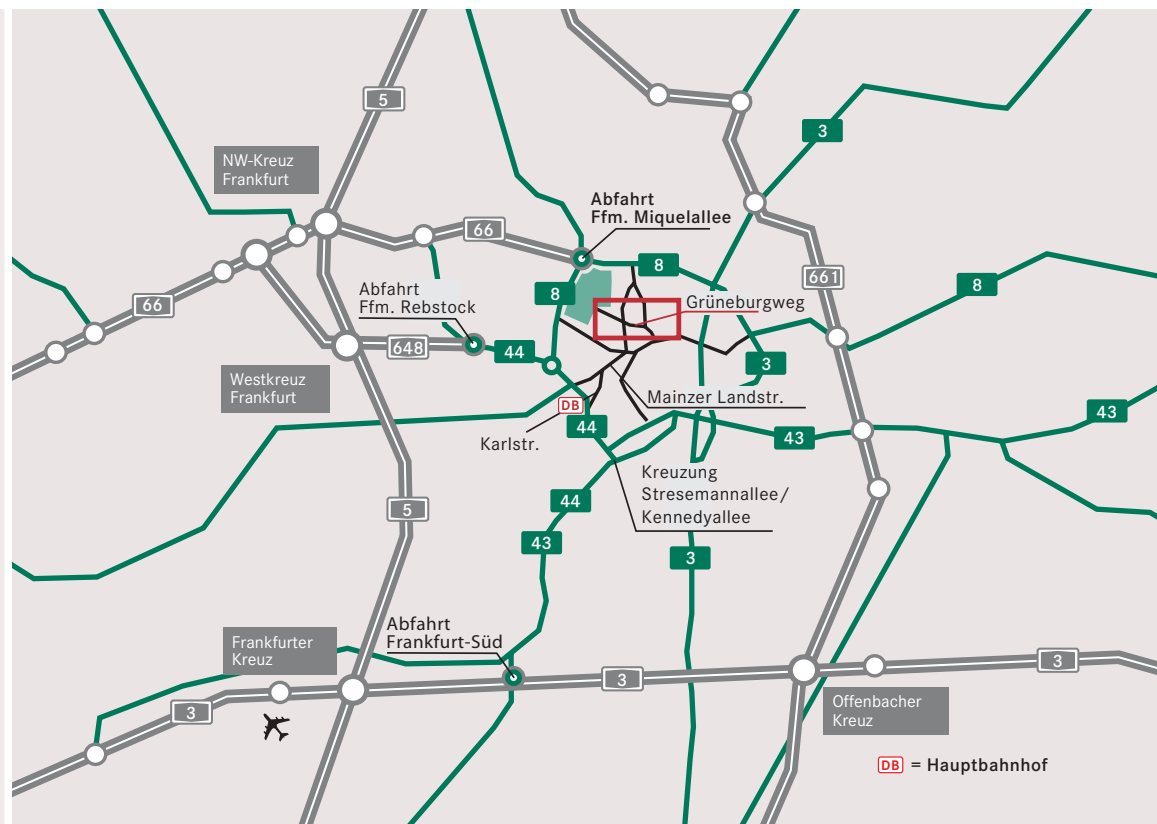 5
3
NW-Kreuz
Frankfurt
Abfahrt
Ffm. Miquelallee
66
8
661
8
66
Abfahrt
Ffm. Rebstock
8
Grüneburgweg
648
44
3
Westkreuz
Frankfurt
Mainzer Landstr.
DB
44
43
43
Karlstr.
Kreuzung
Stresemannallee/
Kennedyallee
5
44
43
3
Frankfurter
Kreuz
Abfahrt
Frankfurt-Süd
3
3
3
Offenbacher
Kreuz
DB = Hauptbahnhof